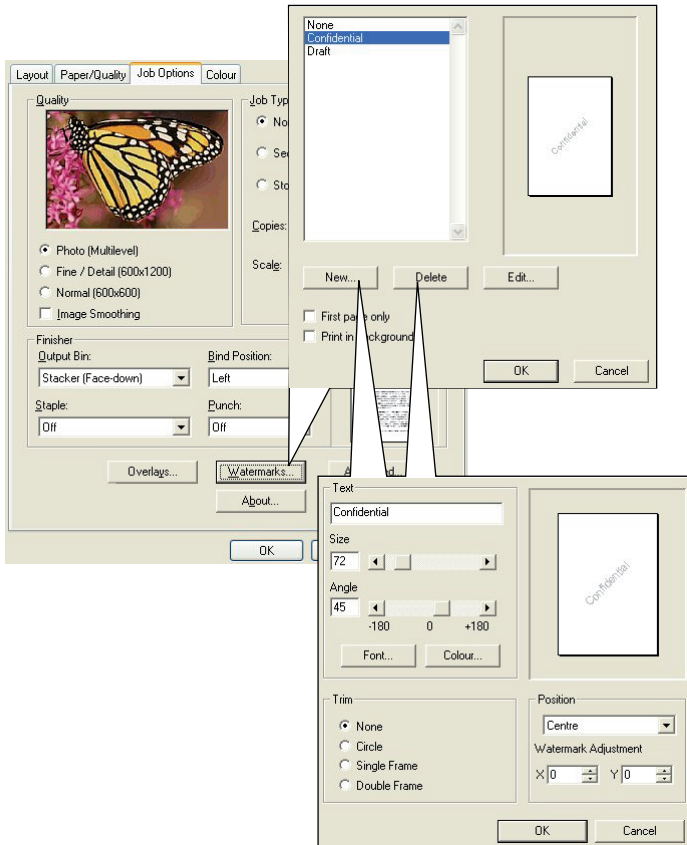 Layout Paper/Quality Job Options Colour
Quality
Photo (Multilevel)
Fine / Detail (600x1200)
Normal (600x600)
Image Smoothing
Job Typ
No
Se
Sto
Copies:
Scale:
Finisher
Output Bin:
Stacker (Face-down)
Bind Position:
Left
Staple:
Off
Punch:
Off
Overlays... Watermarks...
About...
OK
None
Confidential
Draft
Confidential
New... Delete Edit...
First page only
Print in background
OK Cancel
Text
Confidential
Size
72
Angle
45
-180 0 +180
Font... Colour...
Confidential
Trim
None
Circle
Single Frame
Double Frame
Position
Centre
Watermark Adjustment
X 0 Y 0
OK Cancel